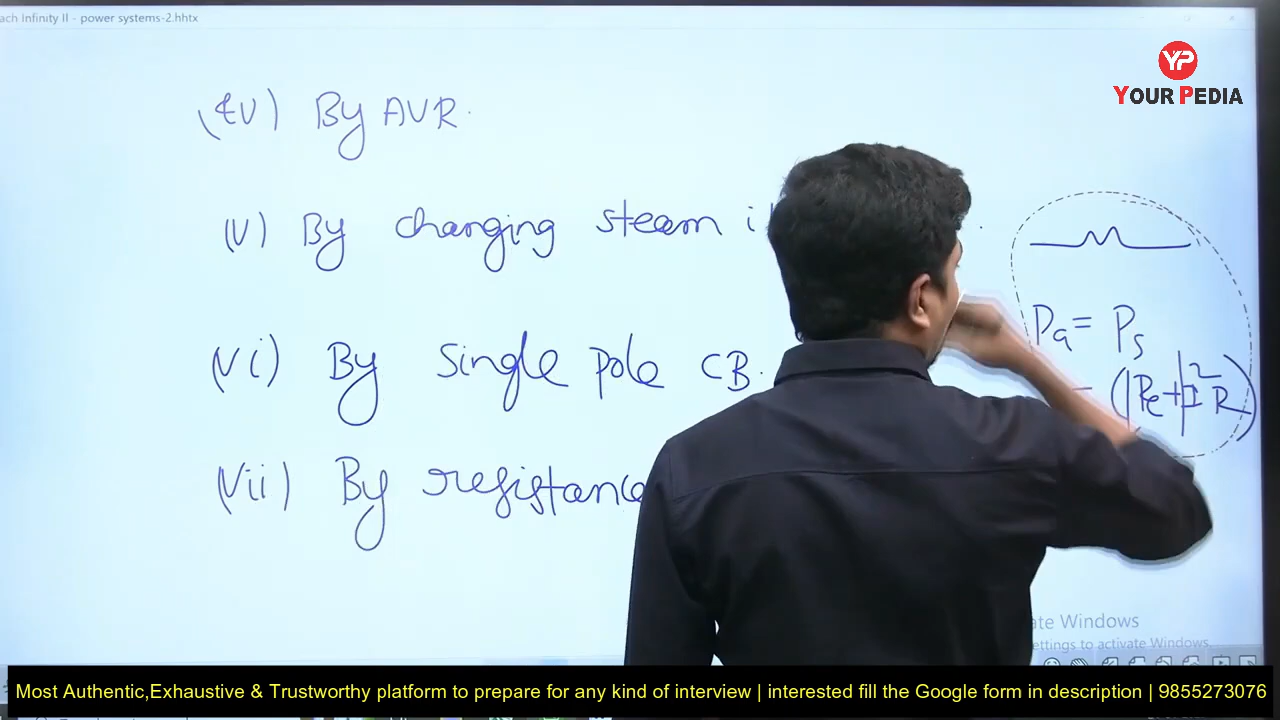 ach Infinity II - power systems-2.hhtx
YP
YOUR PEDIA
(iv) By AVR.
(v) By changing steam i
(vi) By Single pole CB.
(vii) By resistance
Pa = Ps
- (Pe + I²R)
ate Windows
ettings to activate Windows.
Most Authentic,Exhaustive & Trustworthy platform to prepare for any kind of interview | interested fill the Google form in description | 9855273076